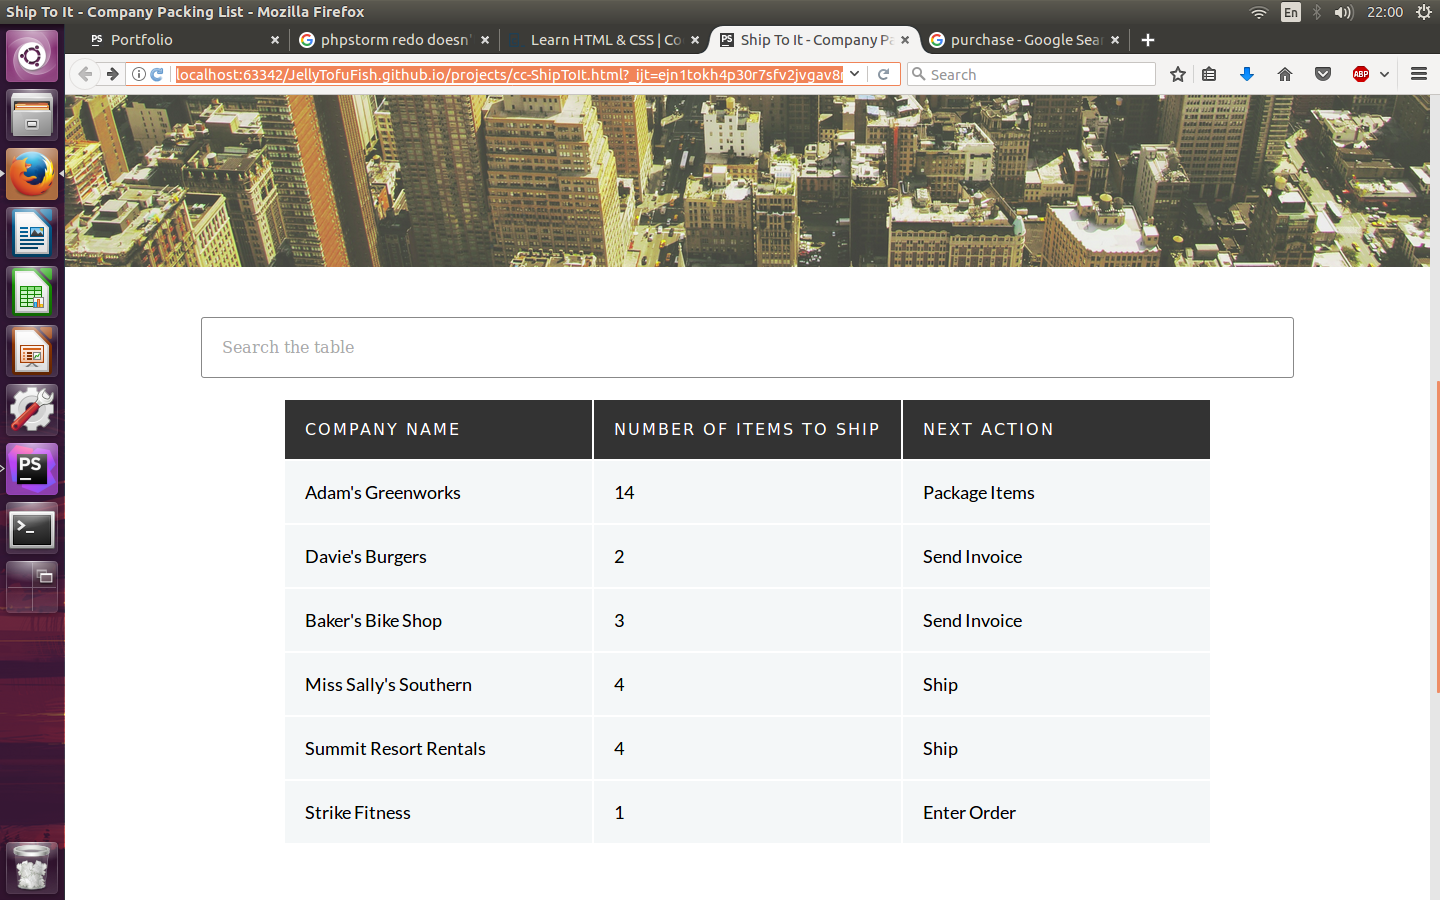 Ship To It - Company Packing List - Mozilla Firefox
En
22:00
PS Portfolio
phpstorm redo doesn'
Learn HTML & CSS | Co
PS Ship To It - Company Pa
purchase - Google Sear
localhost:63342/JellyTofuFish.github.io/projects/cc-ShipToIt.html?_ijt=ejn1tokh4p30r7sfv2jvgav8
Search
ABP
PS
Search the table
COMPANY NAME NUMBER OF ITEMS TO SHIP NEXT ACTION
Adam's Greenworks 14 Package Items
Davie's Burgers 2 Send Invoice
Baker's Bike Shop 3 Send Invoice
Miss Sally's Southern 4 Ship
Summit Resort Rentals 4 Ship
Strike Fitness 1 Enter Order